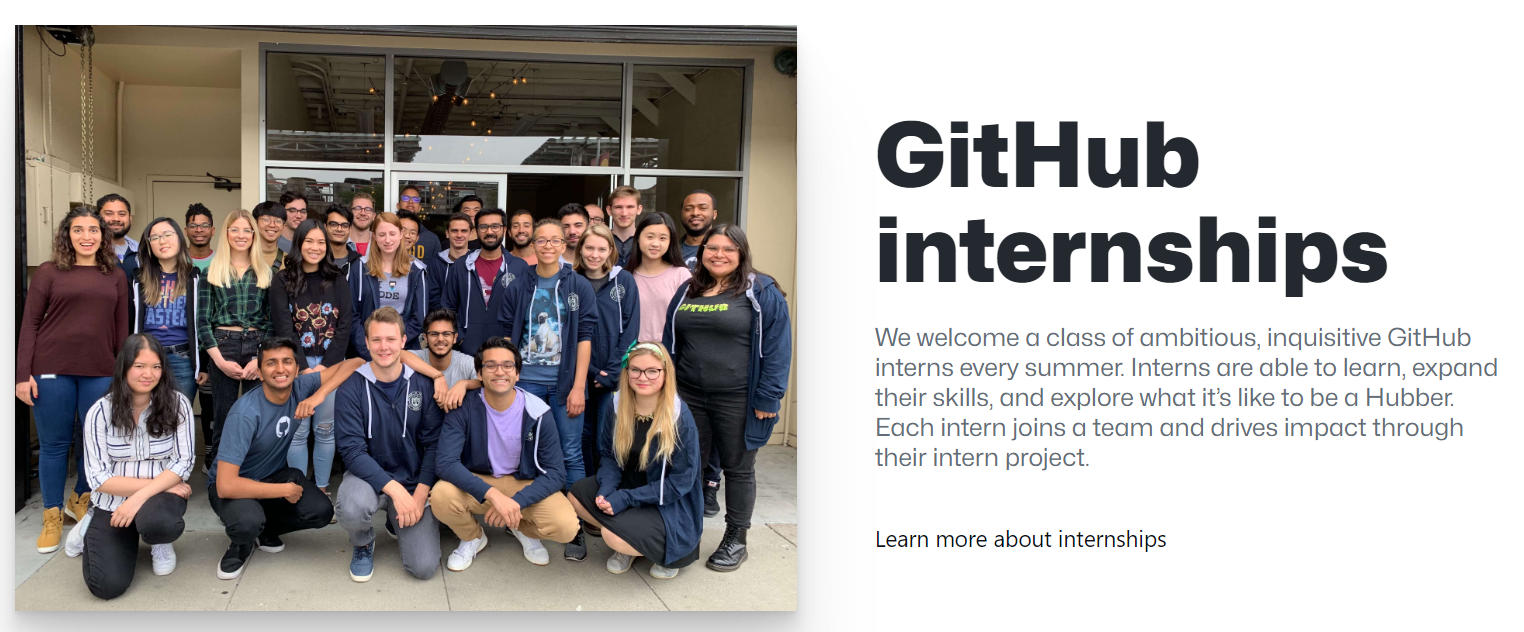 GitHub
internships
We welcome a class of ambitious, inquisitive GitHub
interns every summer. Interns are able to learn, expand
their skills, and explore what it’s like to be a Hubber.
Each intern joins a team and drives impact through
their intern project.
Learn more about internships
GITHUB